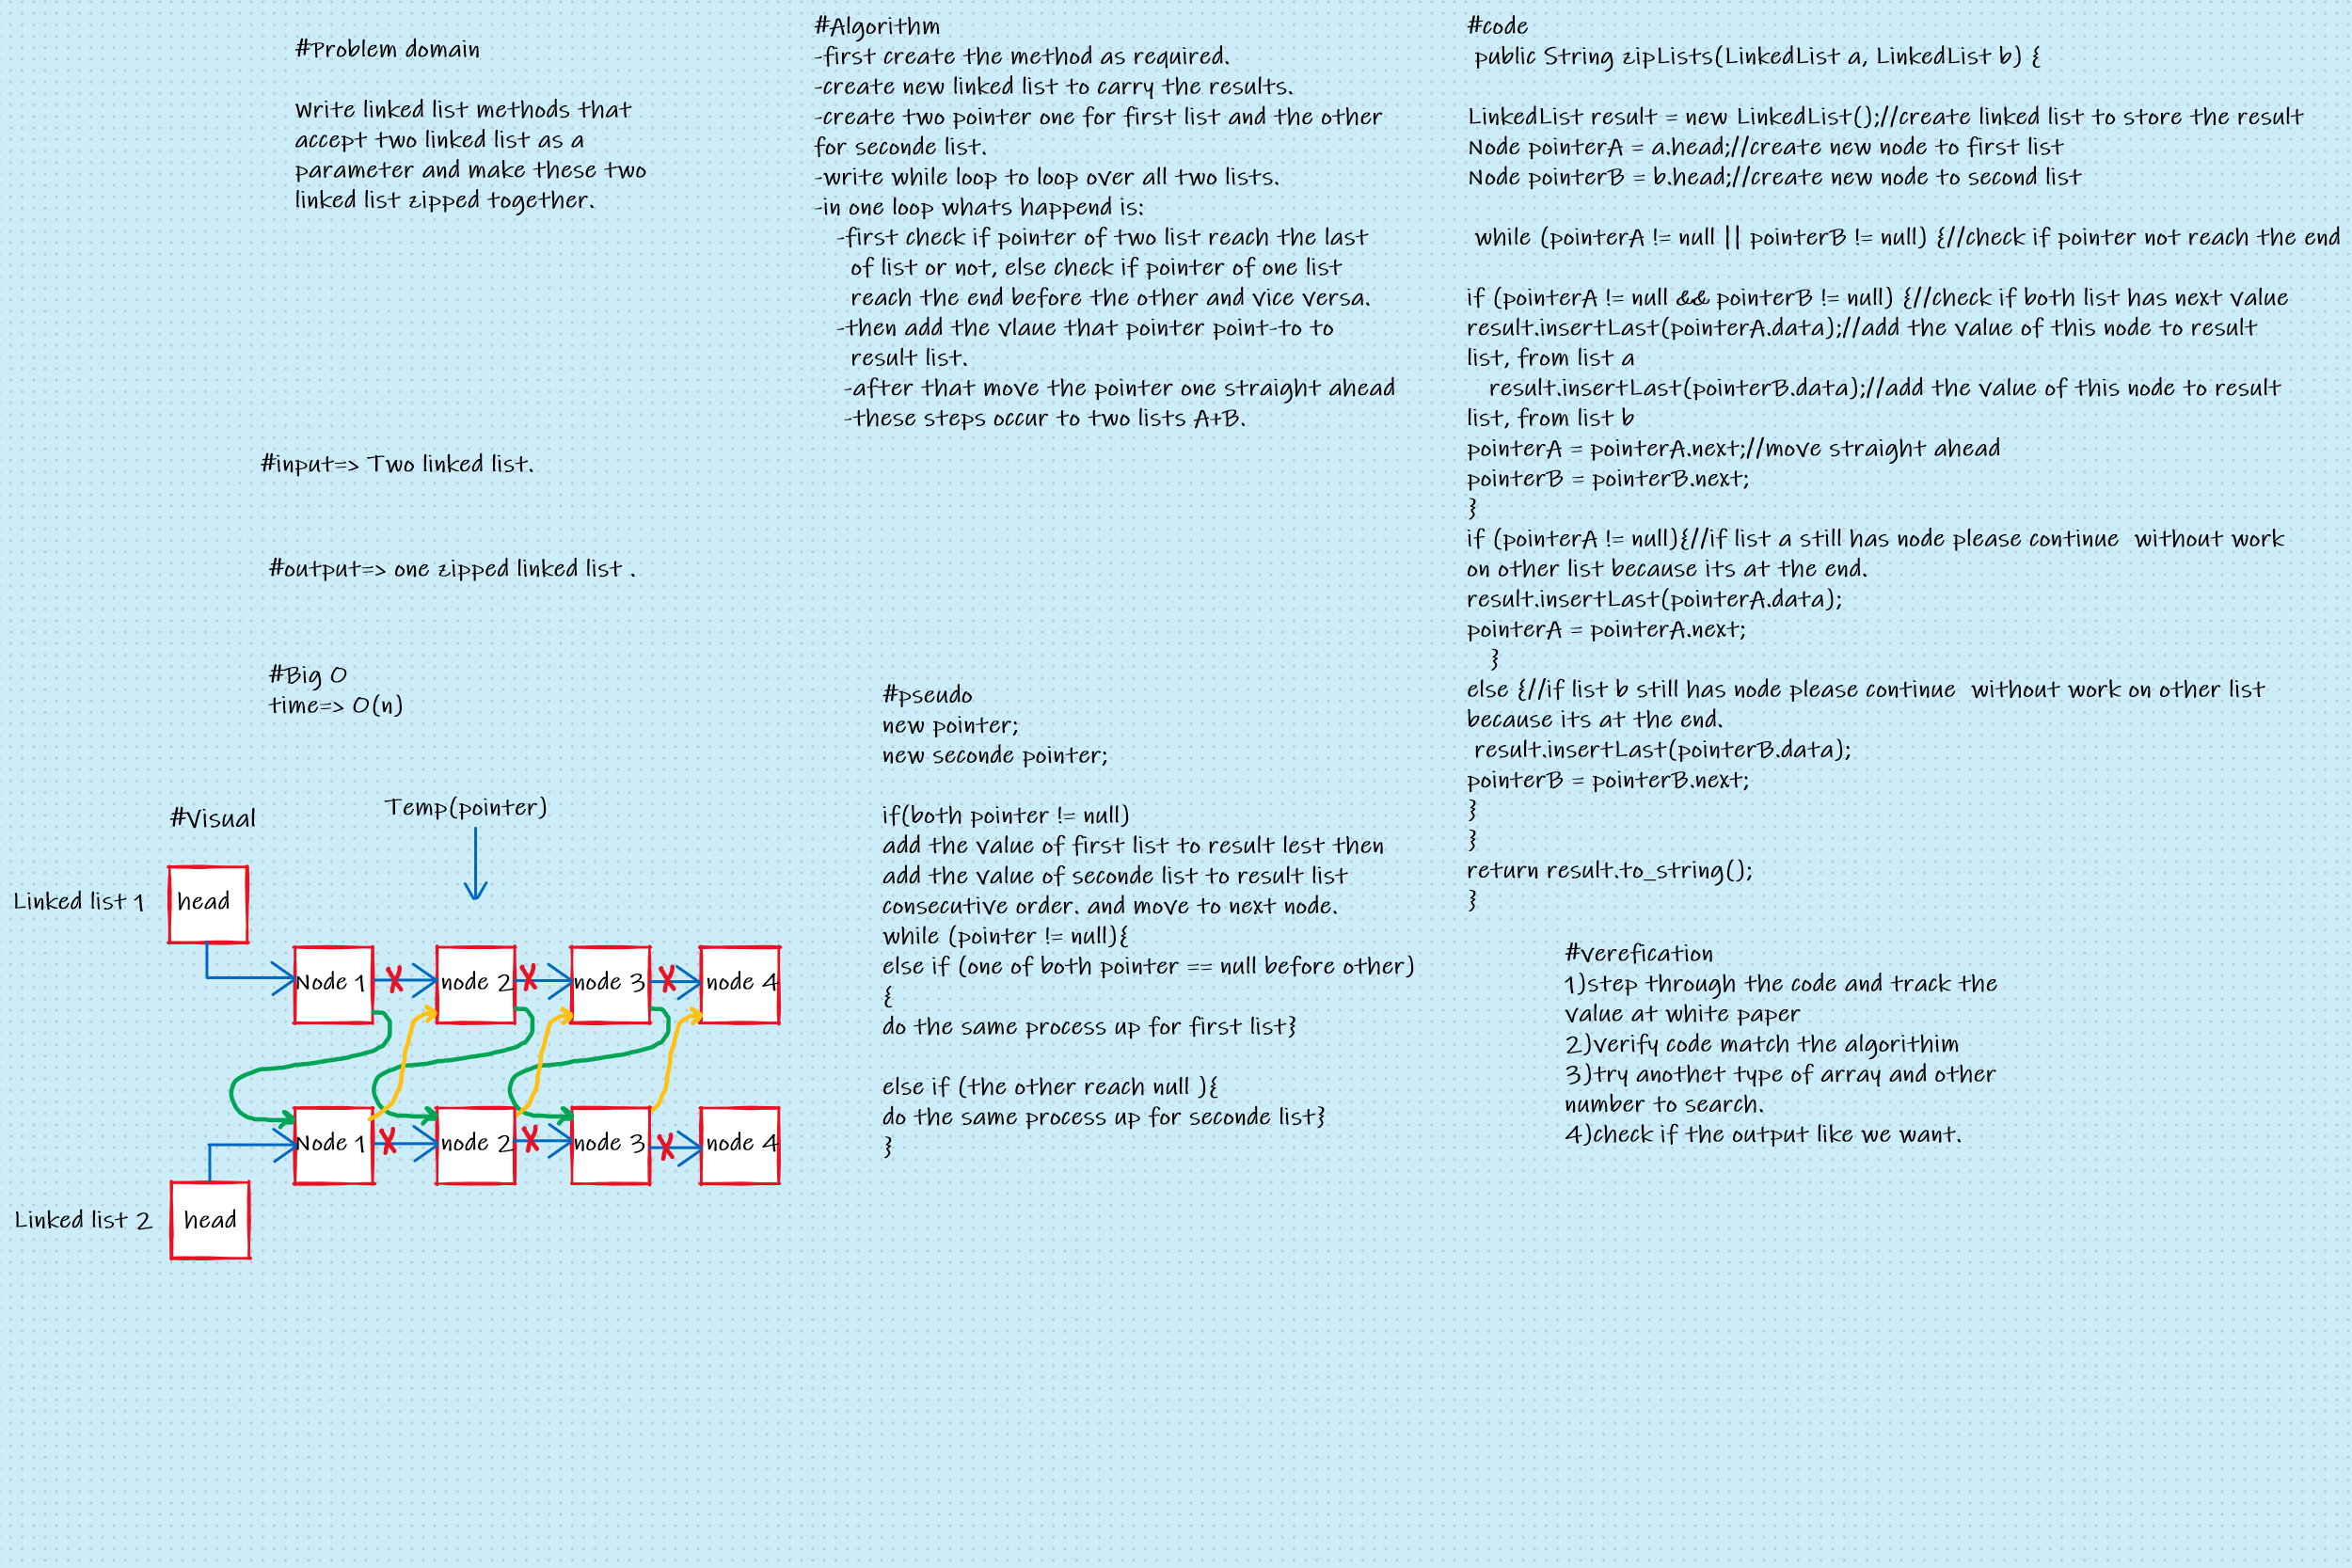 #Problem domain
Write linked list methods that
accept two linked list as a
parameter and make these two
linked list zipped together.
#input=> Two linked list.
#output=> one zipped linked list .
#Big O
time=> O(n)
#Visual
Temp(pointer)
Linked list 1
head
Node 1
node 2
node 3
node 4
Node 1
node 2
node 3
node 4
Linked list 2
head
#Algorithm
-first create the method as required.
-create new linked list to carry the results.
-create two pointer one for first list and the other
for seconde list.
-write while loop to loop over all two lists.
-in one loop whats happend is:
-first check if pointer of two list reach the last
of list or not, else check if pointer of one list
reach the end before the other and vice versa.
-then add the vlaue that pointer point-to to
result list.
-after that move the pointer one straight ahead
-these steps occur to two lists A+B.
#pseudo
new pointer;
new seconde pointer;
if(both pointer != null)
add the value of first list to result lest then
add the value of seconde list to result list
consecutive order. and move to next node.
while (pointer != null){
else if (one of both pointer == null before other)
{
do the same process up for first list}
else if (the other reach null ){
do the same process up for seconde list}
}
#code
public String zipLists(LinkedList a, LinkedList b) {
LinkedList result = new LinkedList();//create linked list to store the result
Node pointerA = a.head;//create new node to first list
Node pointerB = b.head;//create new node to second list
while (pointerA != null || pointerB != null) {//check if pointer not reach the end
if (pointerA != null && pointerB != null) {//check if both list has next value
result.insertLast(pointerA.data);//add the value of this node to result
list, from list a
result.insertLast(pointerB.data);//add the value of this node to result
list, from list b
pointerA = pointerA.next;//move straight ahead
pointerB = pointerB.next;
}
if (pointerA != null){//if list a still has node please continue  without work
on other list because its at the end.
result.insertLast(pointerA.data);
pointerA = pointerA.next;
}
else {//if list b still has node please continue  without work on other list
because its at the end.
result.insertLast(pointerB.data);
pointerB = pointerB.next;
}
}
return result.to_string();
}
#verefication
1)step through the code and track the
value at white paper
2)verify code match the algorithim
3)try anothet type of array and other
number to search.
4)check if the output like we want.